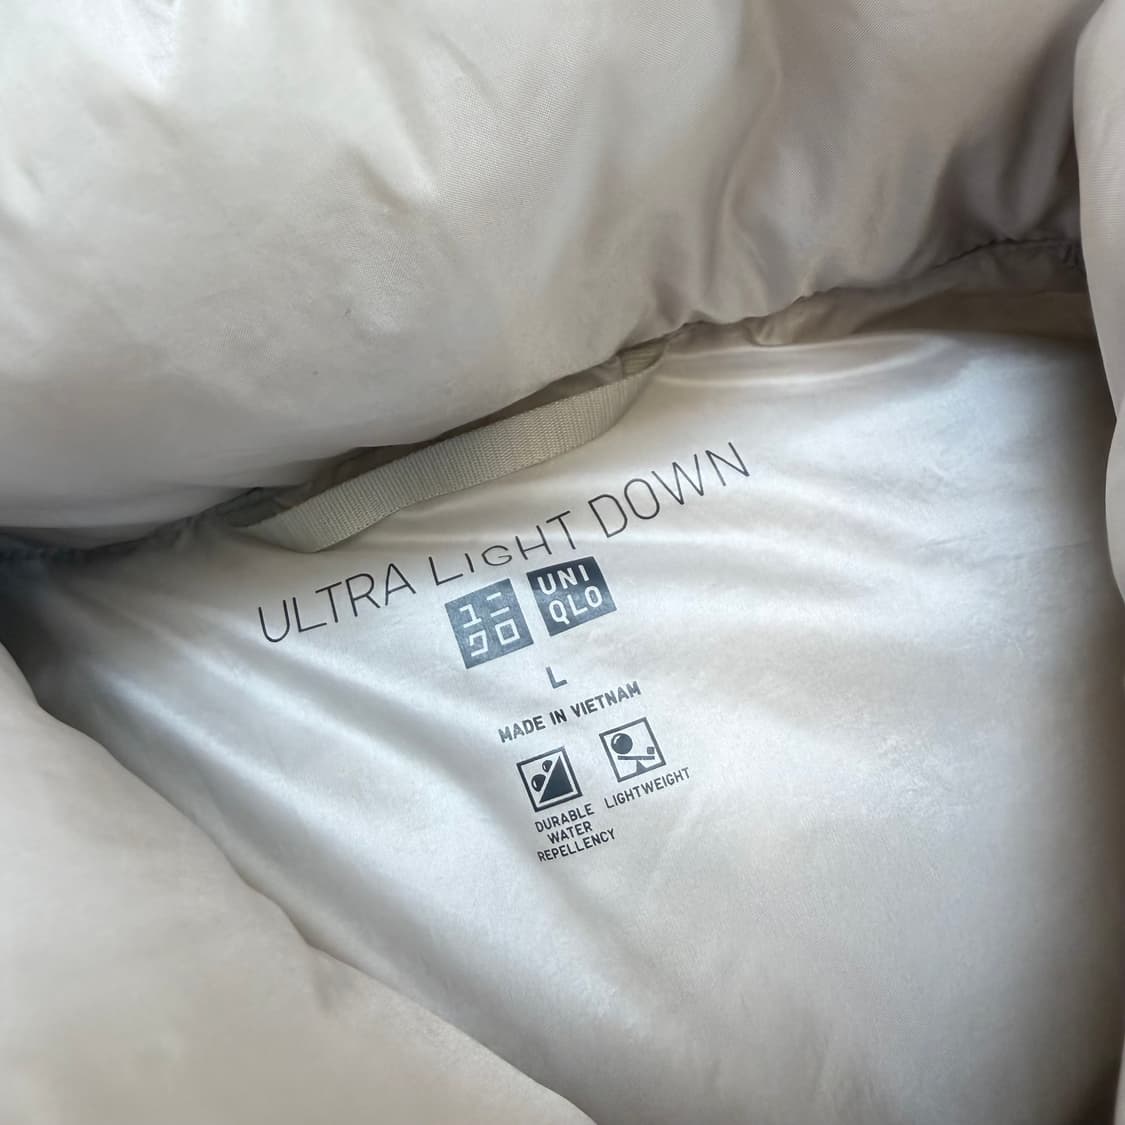 ULTRA LIGHT DOWN
ユニ
クロ
UNI
QLO
L
MADE IN VIETNAM
DURABLE
WATER
REPELLENCY
LIGHTWEIGHT